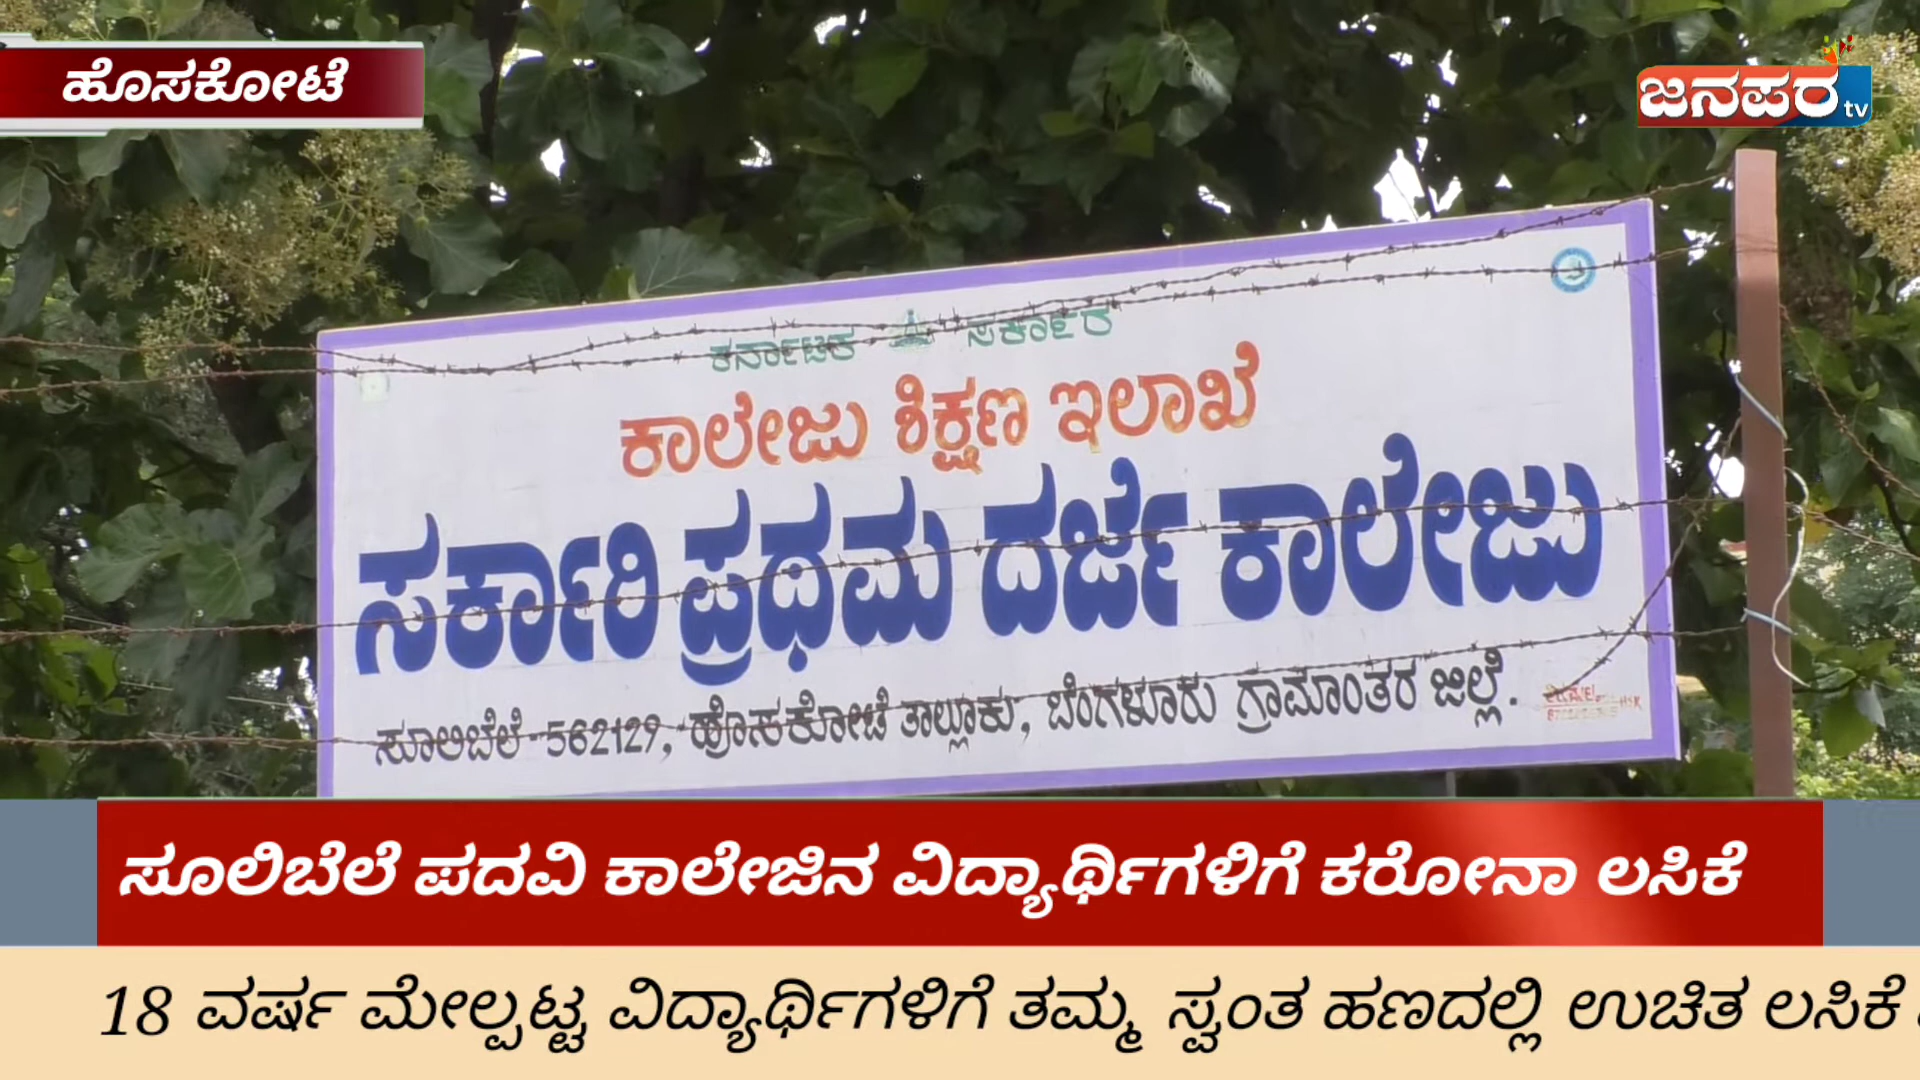 ಹೊಸಕೋಟೆ
ಜನಪರ tv
ಕರ್ನಾಟಕ ಸರ್ಕಾರ
ಕಾಲೇಜು ಶಿಕ್ಷಣ ಇಲಾಖೆ
ಸರ್ಕಾರಿ ಪ್ರಥಮ ದರ್ಜೆ ಕಾಲೇಜು
ಸೂಲಿಬೆಲೆ -562129, ಹೊಸಕೋಟೆ ತಾಲ್ಲೂಕು, ಬೆಂಗಳೂರು ಗ್ರಾಮಾಂತರ ಜಿಲ್ಲೆ.
ಸೂಲಿಬೆಲೆ ಪದವಿ ಕಾಲೇಜಿನ ವಿದ್ಯಾರ್ಥಿಗಳಿಗೆ ಕರೋನಾ ಲಸಿಕೆ
18 ವರ್ಷ ಮೇಲ್ಪಟ್ಟ ವಿದ್ಯಾರ್ಥಿಗಳಿಗೆ ತಮ್ಮ ಸ್ವಂತ ಹಣದಲ್ಲಿ ಉಚಿತ ಲಸಿಕೆ